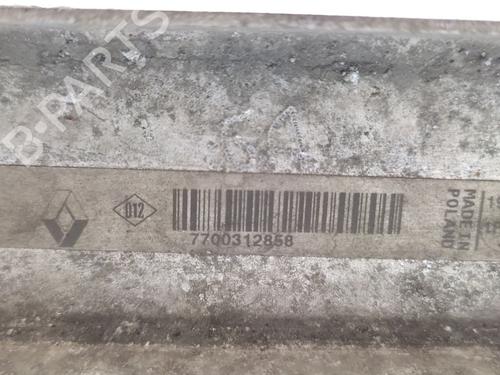 B-PARTS
D12
7700312858
MADE IN
POLAND